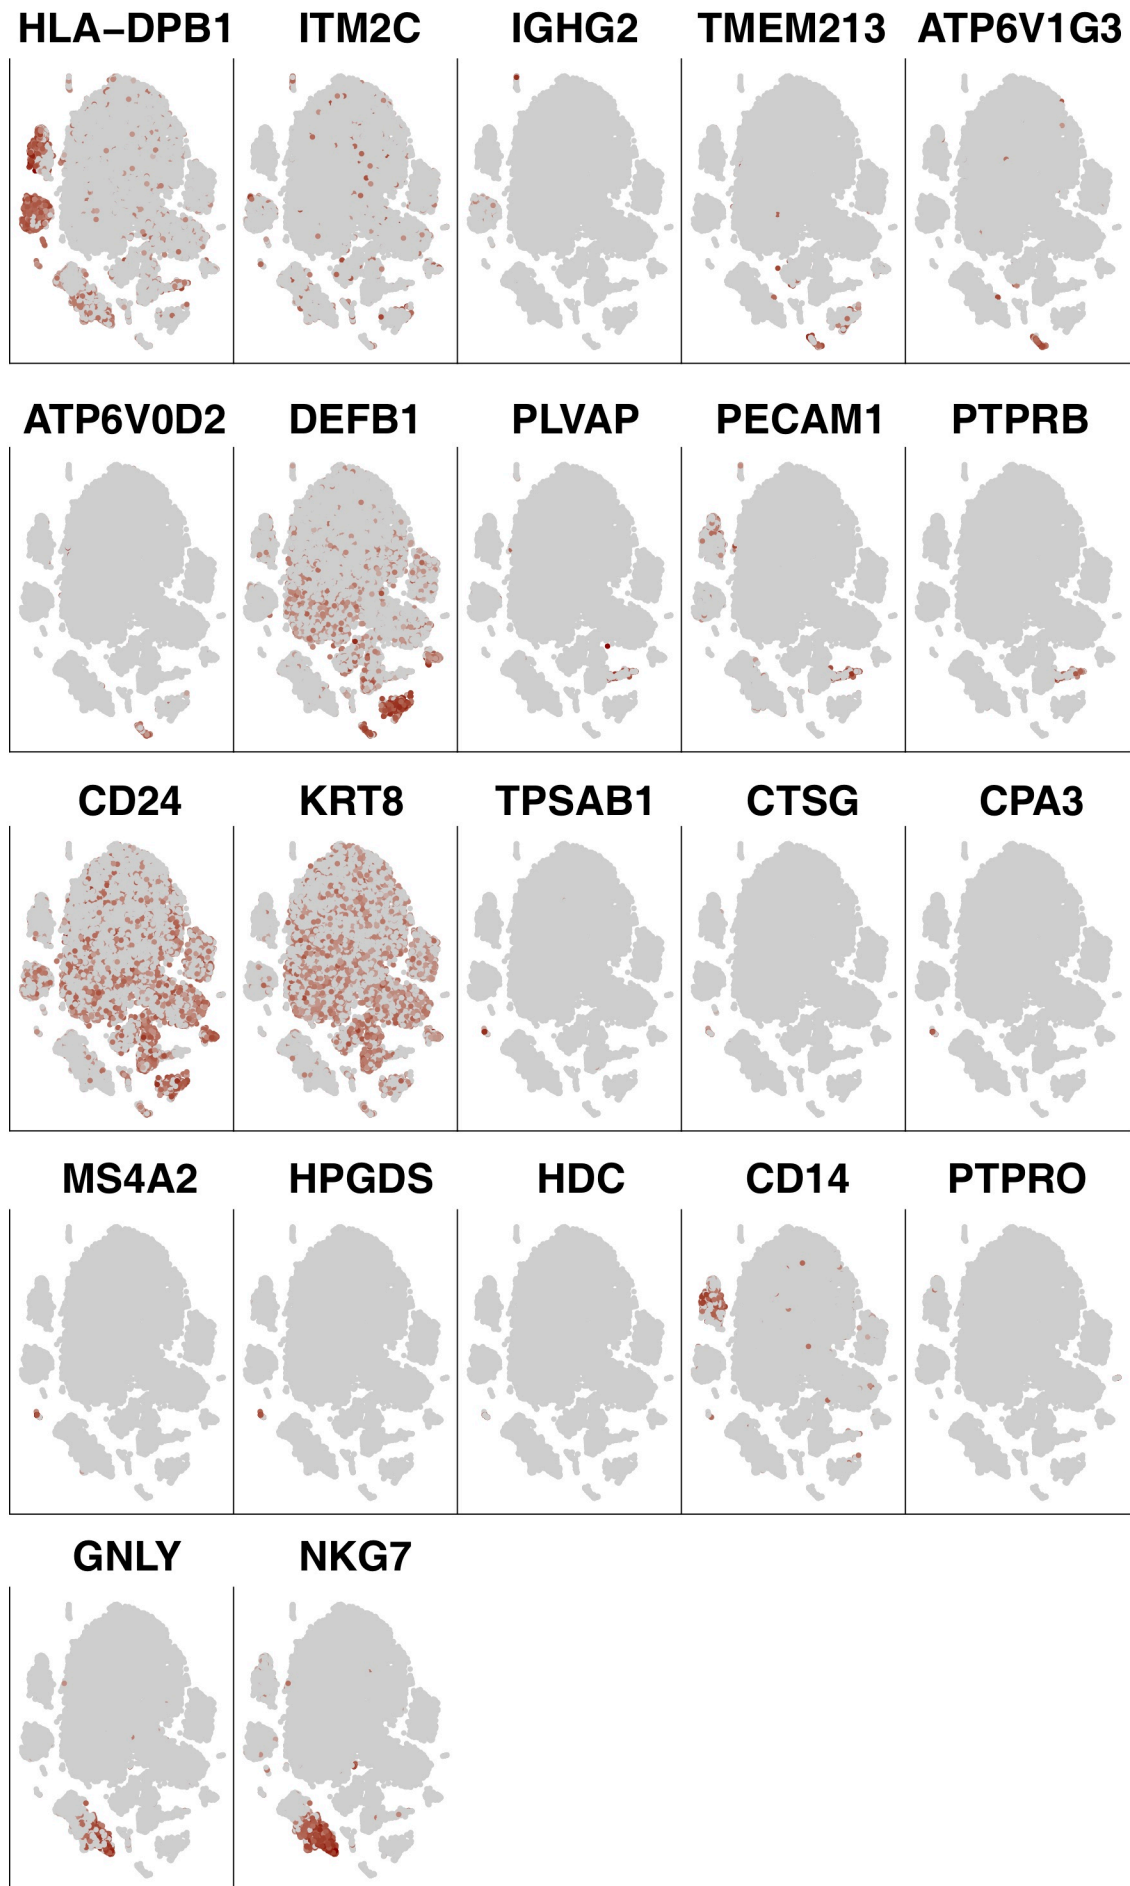 HLA−DPB1 ITM2C IGHG2 TMEM213 ATP6V1G3
ATP6V0D2 DEFB1 PLVAP PECAM1 PTPRB
CD24 KRT8 TPSAB1 CTSG CPA3
MS4A2 HPGDS HDC CD14 PTPRO
GNLY NKG7